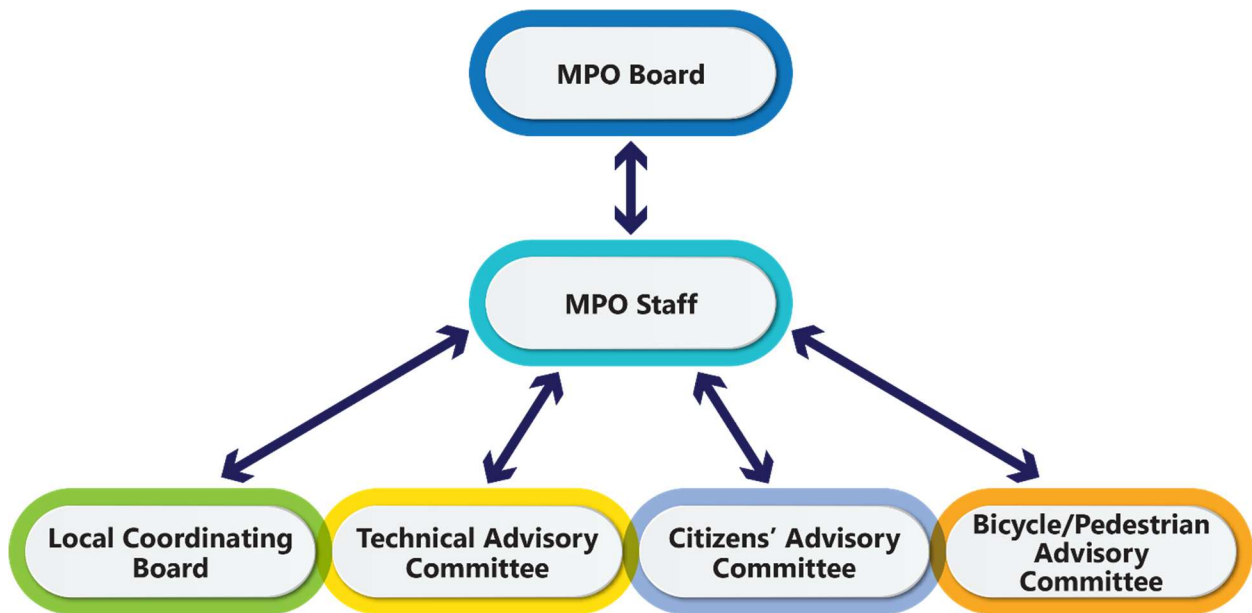 MPO Board
MPO Staff
Local Coordinating
Board
Technical Advisory
Committee
Citizens’ Advisory
Committee
Bicycle/Pedestrian
Advisory
Committee